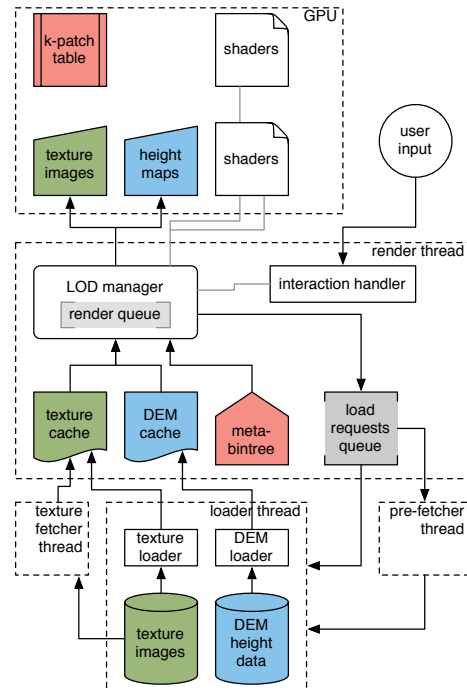 GPU
k-patch
table
shaders
texture
images
height
maps
shaders
user
input
render thread
LOD manager
render queue
interaction handler
texture
cache
DEM
cache
meta-
bintree
load
requests
queue
texture
fetcher
thread
loader thread
pre-fetcher
thread
texture
loader
DEM
loader
texture
images
DEM
height
data